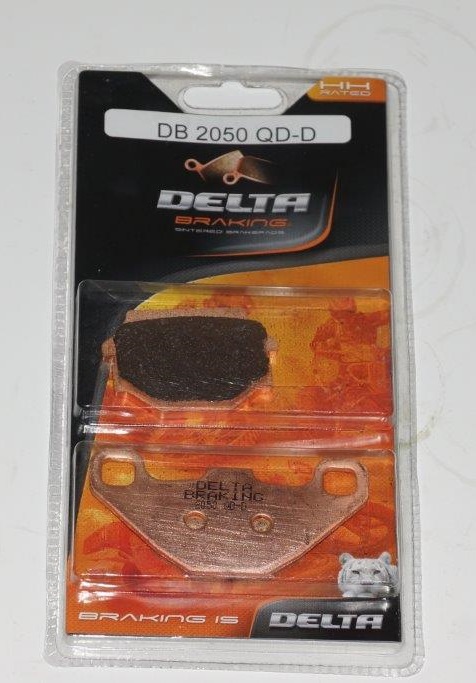 HH
RATED
DB 2050 QD-D
DELTA
BRAKING
SINTERED BRAKEPADS
DELTA
BRAKING
2050 QD-D
BRAKING IS DELTA